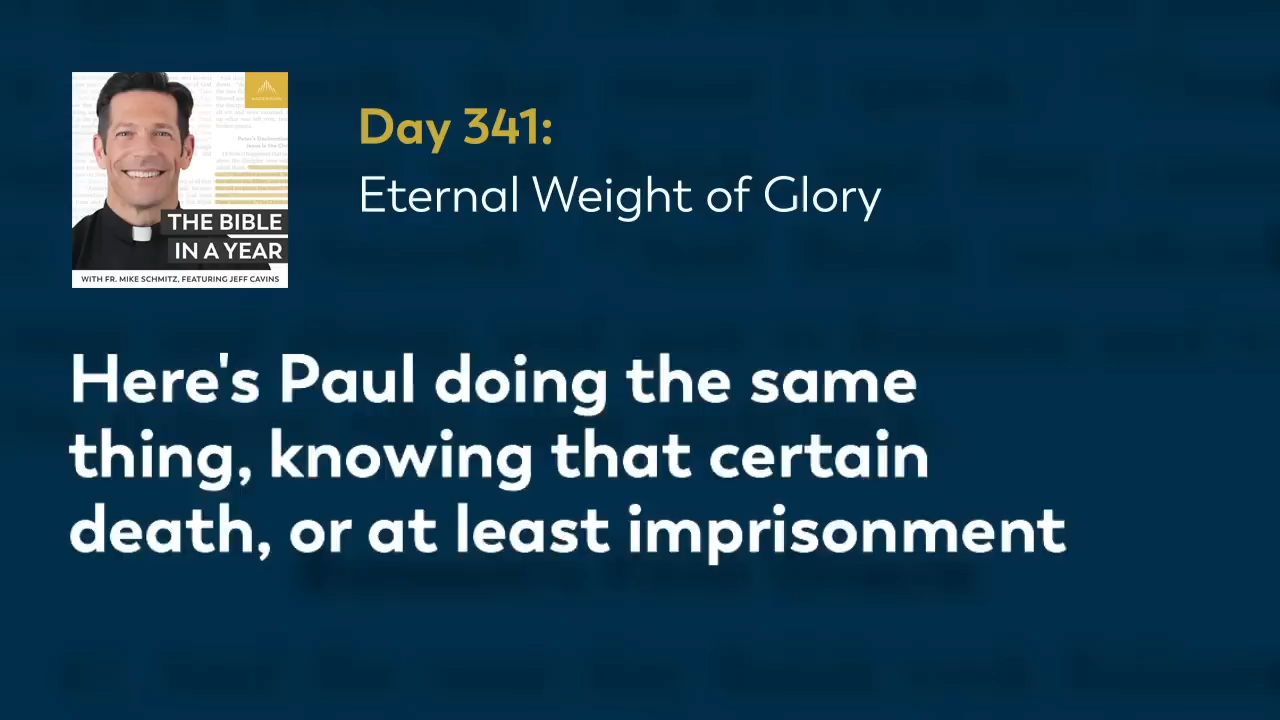 THE BIBLE
IN A YEAR
WITH FR. MIKE SCHMITZ, FEATURING JEFF CAVINS
Day 341:
Eternal Weight of Glory
Here's Paul doing the same
thing, knowing that certain
death, or at least imprisonment